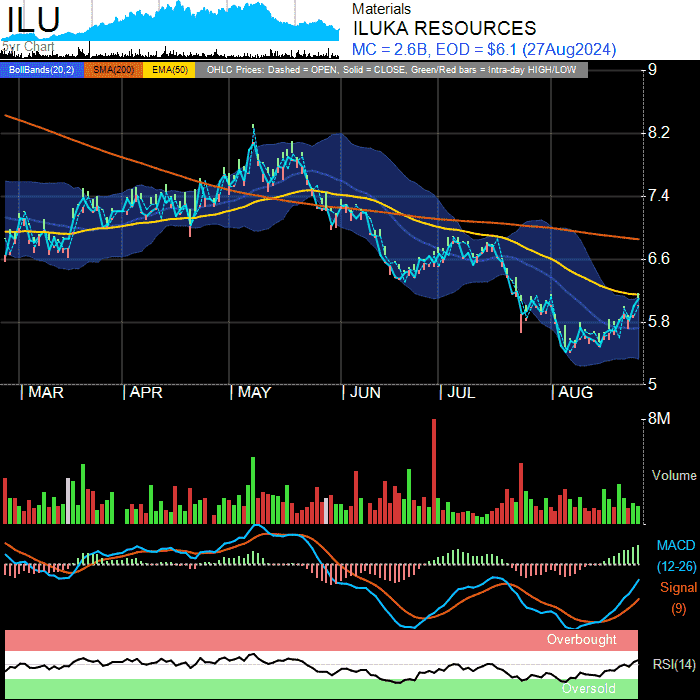 ILU
Materials
ILUKA RESOURCES
MC = 2.6B, EOD = $6.1 (27Aug2024)
BollBands(20,2) SMA(200) EMA(50) OHLC Prices: Dashed = OPEN, Solid = CLOSE, Green/Red bars = Intra-day HIGH/LOW
9
8.2
7.4
6.6
5.8
5
| MAR | APR | MAY | JUN | JUL | AUG
8M
Volume
MACD
(12-26)
Signal
(9)
Overbought
RSI(14)
Oversold